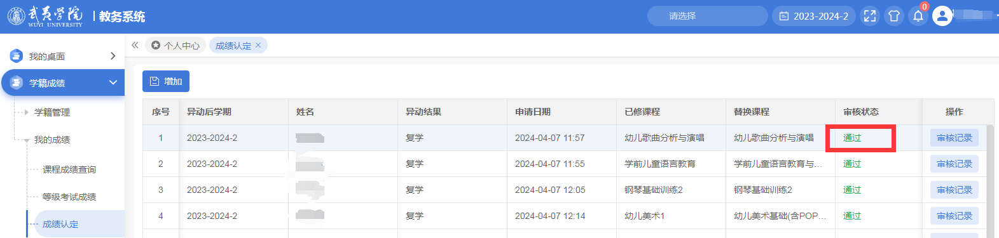 武夷学院
WUYI UNIVERSITY
教务系统
请选择
2023-2024-2
0
我的桌面
学籍成绩
学籍管理
我的成绩
课程成绩查询
等级考试成绩
成绩认定
个人中心
成绩认定 ×
增加
序号 异动后学期 姓名 异动结果 申请日期 已修课程 替换课程 审核状态 操作
1 2023-2024-2 复学 2024-04-07 11:57 幼儿歌曲分析与演唱 幼儿歌曲分析与演唱 通过 审核记录
2 2023-2024-2 复学 2024-04-07 11:55 学前儿童语言教育 学前儿童语言教育与... 通过 审核记录
3 2023-2024-2 复学 2024-04-07 12:05 钢琴基础训练2 钢琴基础训练2 通过 审核记录
4 2023-2024-2 复学 2024-04-07 12:14 幼儿美术1 幼儿美术基础(含POP... 通过 审核记录